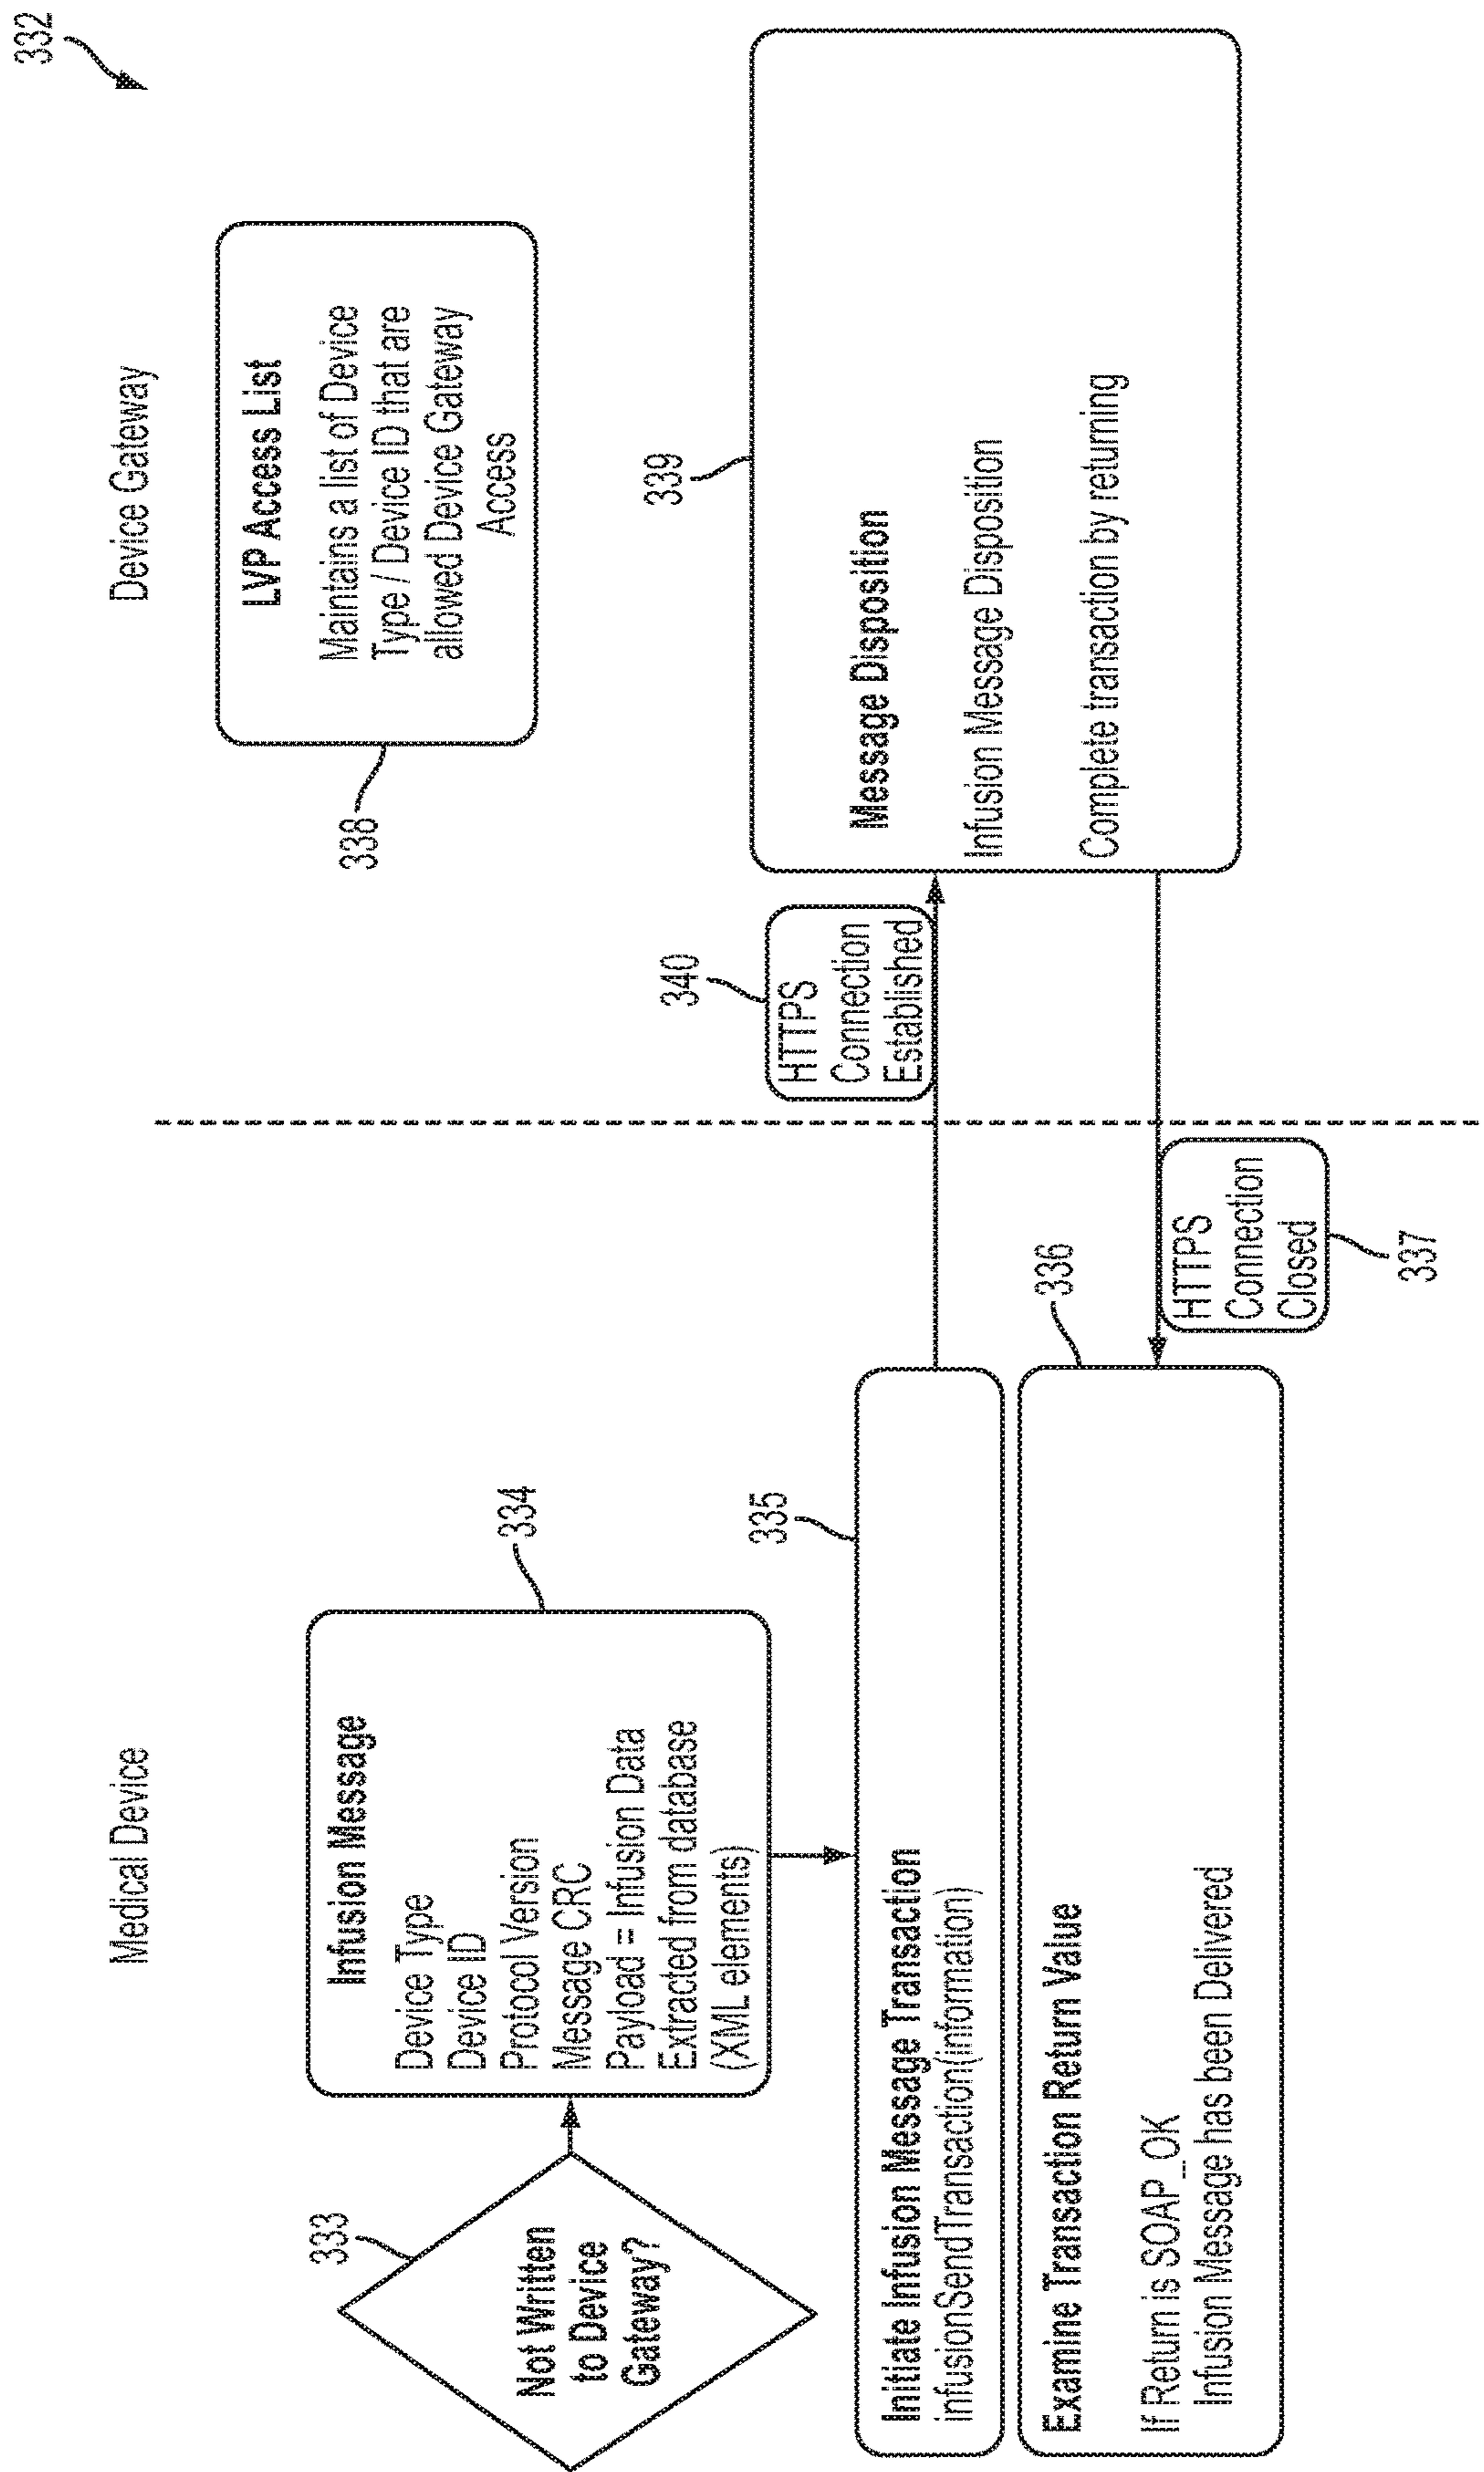 332
Medical Device
Device Gateway
333
Not Written
to Device
Gateway?
334
Infusion Message
Device Type
Device ID
Protocol Version
Message CRC
Payload = Infusion Data
Extracted from database
(XML elements)
338
LVP Access List
Maintains a list of Device
Type / Device ID that are
allowed Device Gateway
Access
335
Initiate Infusion Message Transaction
infusionSendTransaction(information)
340
HTTPS
Connection
Established
339
Message Disposition
Infusion Message Disposition
Complete transaction by returning
336
Examine Transaction Return Value
If Return is SOAP_OK
Infusion Message has been Delivered
HTTPS
Connection
Closed
337